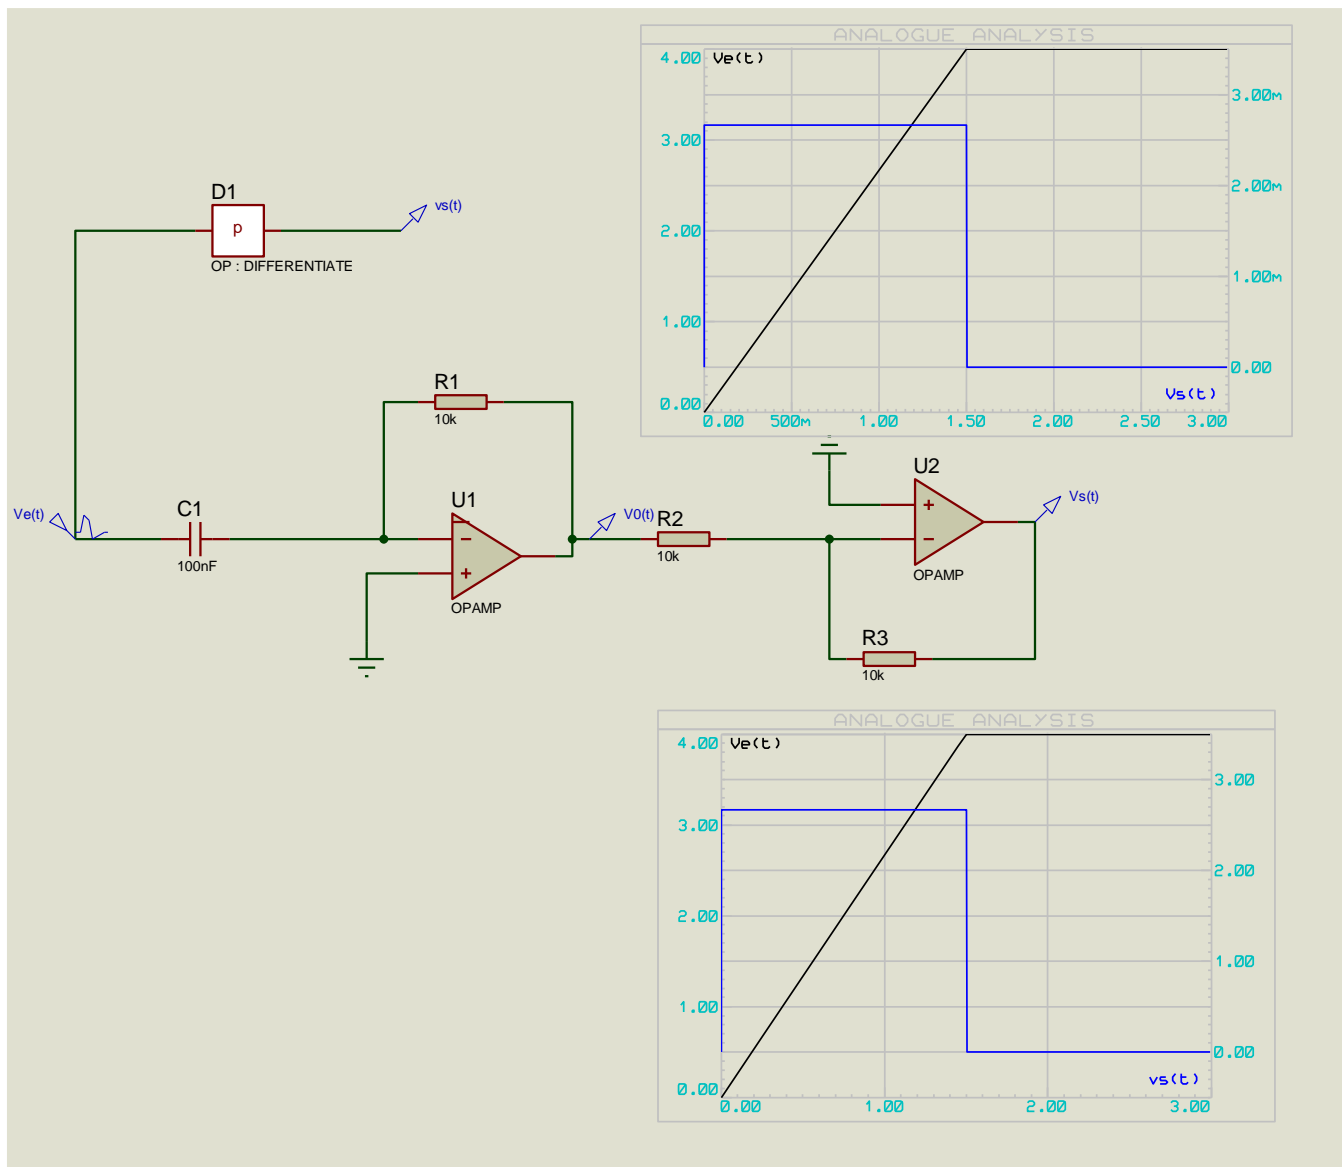 ANALOGUE ANALYSIS
4.00
Ve(t)
3.00m
3.00
2.00m
2.00
1.00m
1.00
0.00
Vs(t)
0.00
0.00 500m 1.00 1.50 2.00 2.50 3.00
D1
p
vs(t)
OP : DIFFERENTIATE
R1
10k
Ve(t)
C1
100nF
U1
−
+
OPAMP
V0(t)
R2
10k
U2
+
−
OPAMP
Vs(t)
R3
10k
ANALOGUE ANALYSIS
4.00
Ve(t)
3.00
3.00
2.00
2.00
1.00
1.00
0.00
vs(t)
0.00
0.00 1.00 2.00 3.00